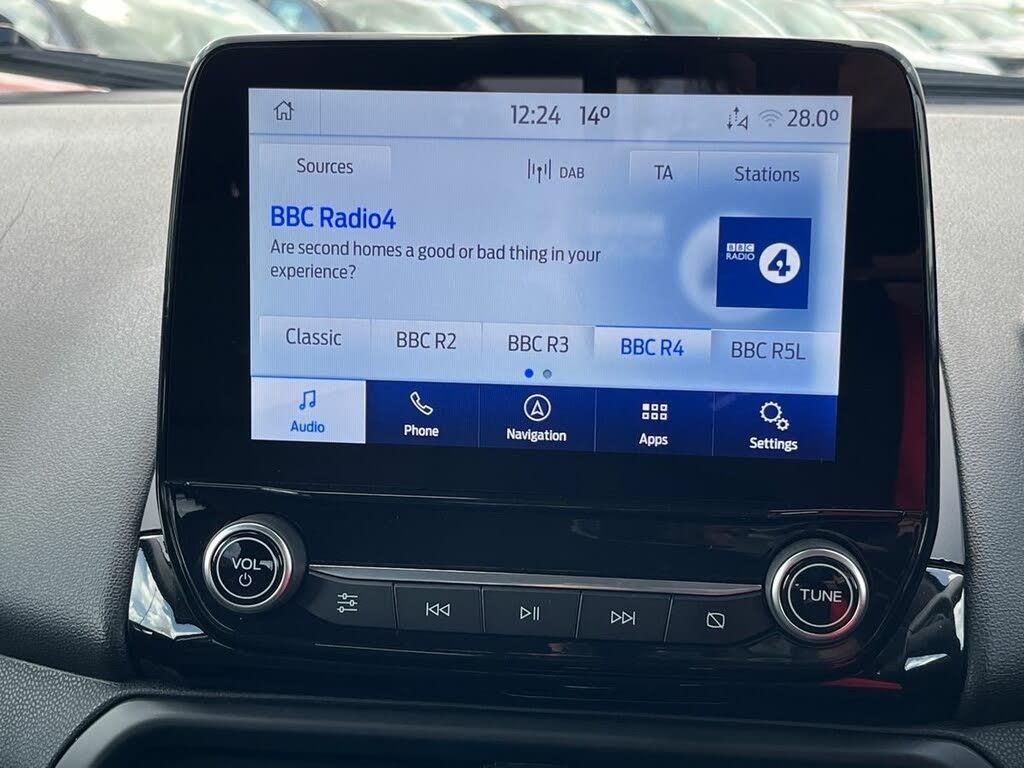 12:24 14º 28.0º
Sources DAB TA Stations
BBC Radio4
Are second homes a good or bad thing in your
experience?
BBC
RADIO
4
Classic BBC R2 BBC R3 BBC R4 BBC R5L
Audio Phone Navigation Apps Settings
VOL
TUNE